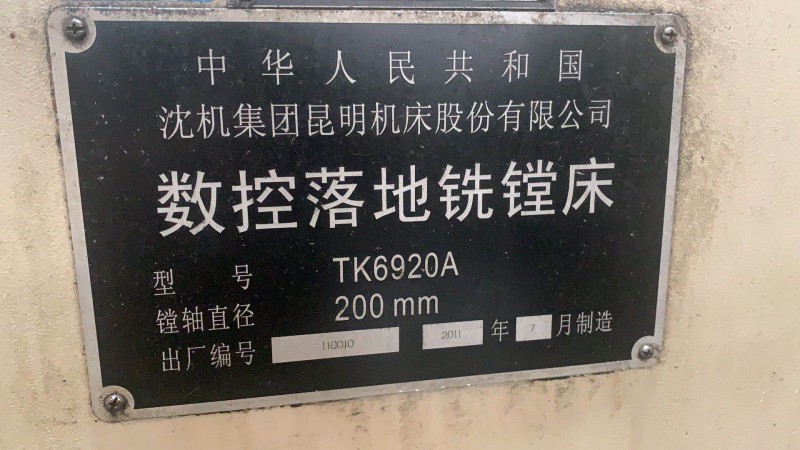 中华人民共和国
沈机集团昆明机床股份有限公司
数控落地铣镗床
型 号 TK6920A
镗轴直径 200 mm
出厂编号 110010 2011 年 7 月制造